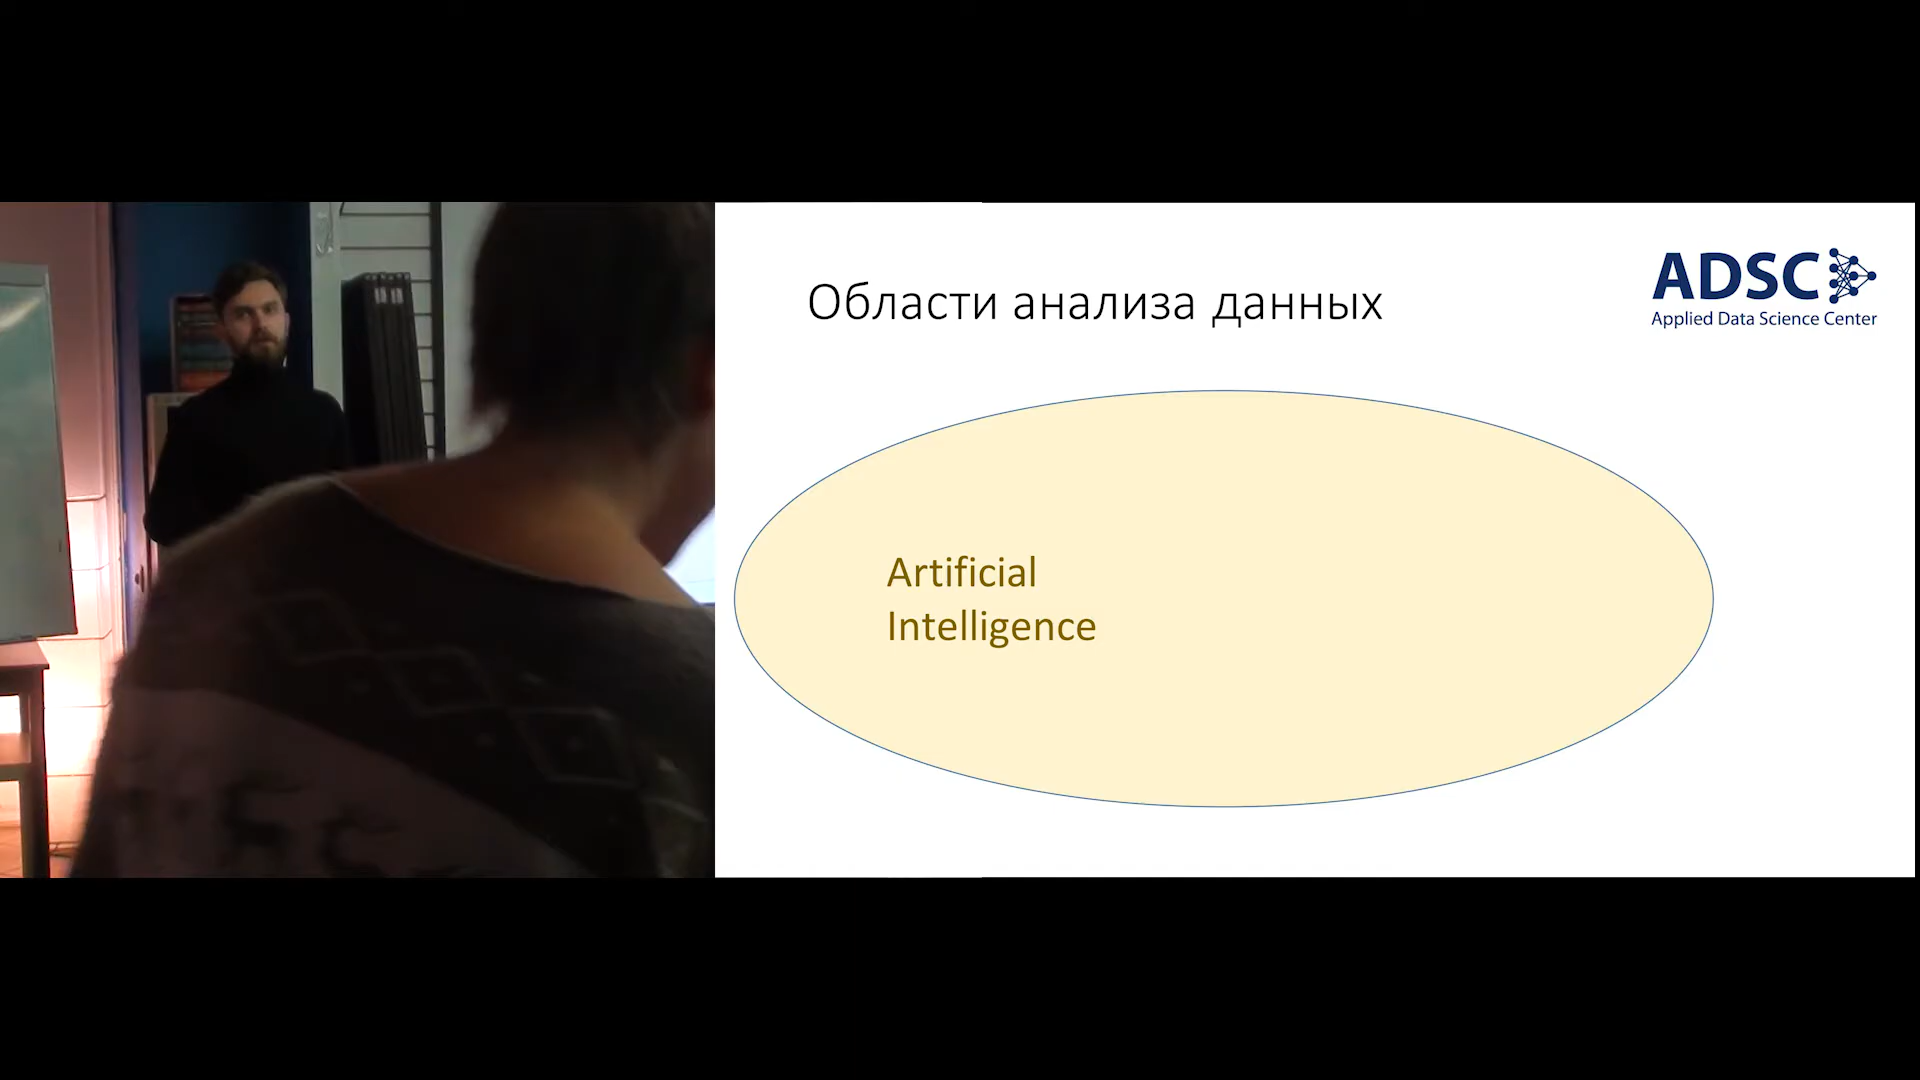 Области анализа данных
ADSC
Applied Data Science Center
Artificial
Intelligence